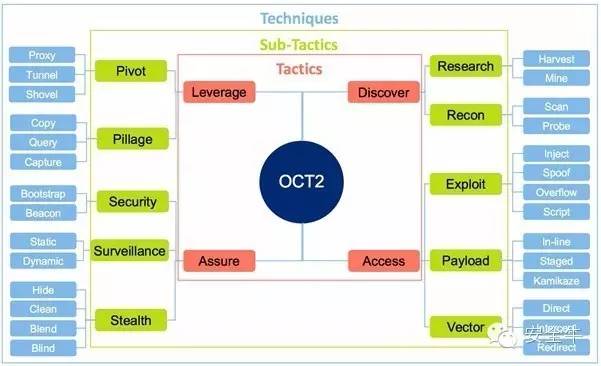 Techniques
Sub-Tactics
Tactics
OCT2
Leverage
Pivot
Proxy
Tunnel
Shovel
Pillage
Copy
Query
Capture
Discover
Research
Harvest
Mine
Recon
Scan
Probe
Assure
Security
Bootstrap
Beacon
Surveillance
Static
Dynamic
Stealth
Hide
Clean
Blend
Blind
Access
Exploit
Inject
Spoof
Overflow
Script
Payload
In-line
Staged
Kamikaze
Vector
Direct
Intercept
Redirect
安全牛